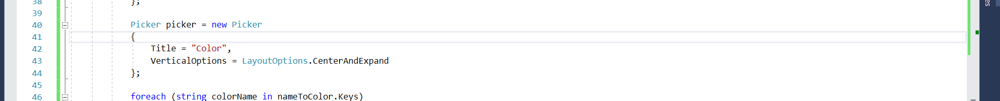 38 };
39
40 Picker picker = new Picker
41 {
42 Title = "Color",
43 VerticalOptions = LayoutOptions.CenterAndExpand
44 };
45
46 foreach (string colorName in nameToColor.Keys)
es